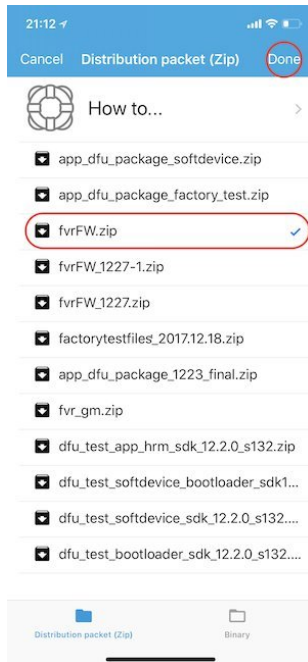 21:12
Cancel Distribution packet (Zip) Done
How to...
app_dfu_package_softdevice.zip
app_dfu_package_factory_test.zip
fvrFW.zip
fvrFW_1227-1.zip
fvrFW_1227.zip
factorytestfiles_2017.12.18.zip
app_dfu_package_1223_final.zip
fvr_gm.zip
dfu_test_app_hrm_sdk_12.2.0_s132.zip
dfu_test_softdevice_bootloader_sdk1...
dfu_test_softdevice_sdk_12.2.0_s132....
dfu_test_bootloader_sdk_12.2.0_s132....
Distribution packet (Zip) Binary